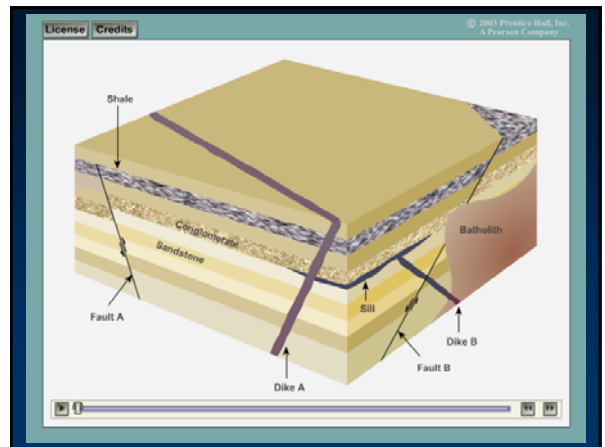 License Credits
© 2003 Prentice Hall, Inc.
A Pearson Company
Shale
Conglomerate
Batholith
Sandstone
Sill
Fault A
Dike B
Fault B
Dike A